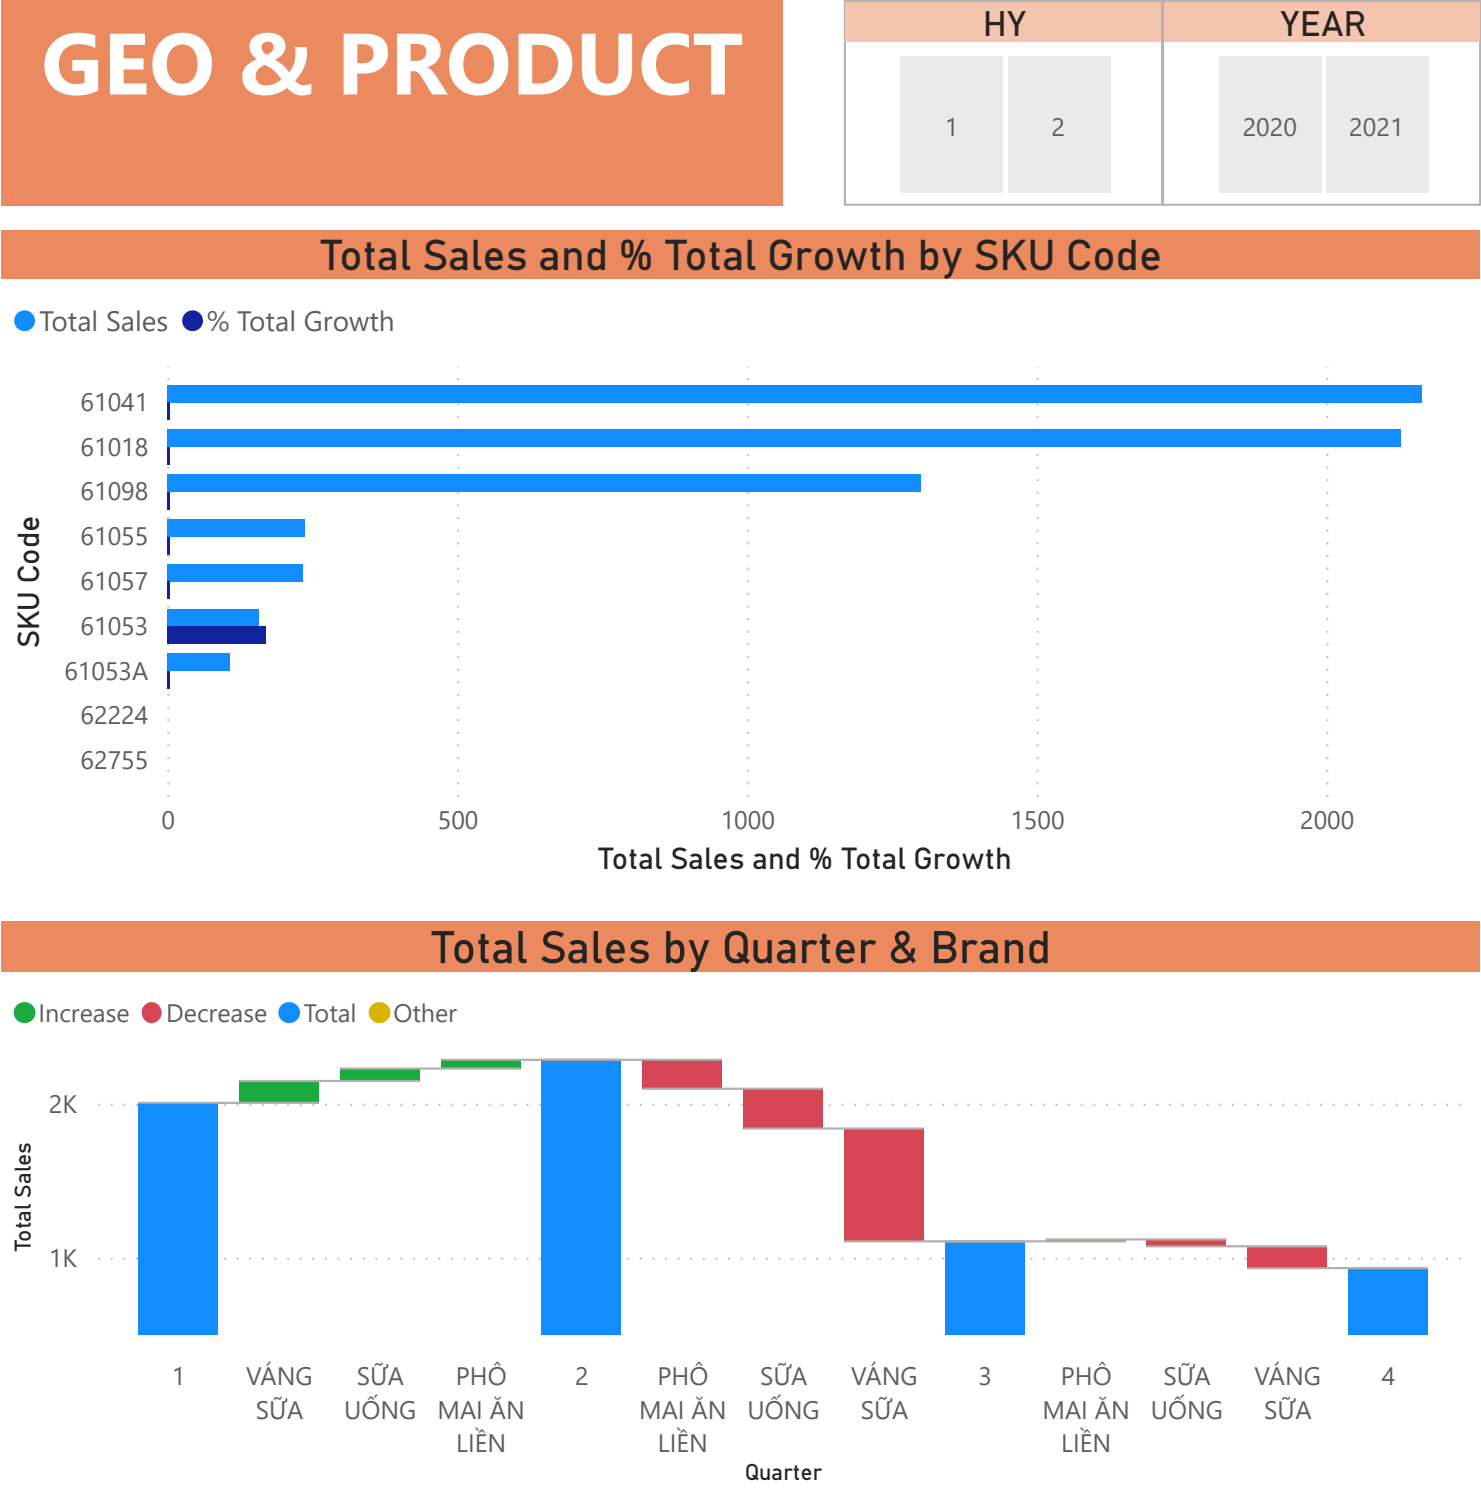 GEO & PRODUCT
HY
YEAR
1
2
2020
2021
Total Sales and % Total Growth by SKU Code
Total Sales
% Total Growth
SKU Code
61041
61018
61098
61055
61057
61053
61053A
62224
62755
0
500
1000
1500
2000
Total Sales and % Total Growth
Total Sales by Quarter & Brand
Increase
Decrease
Total
Other
Total Sales
2K
1K
1
VÁNG
SỮA
SỮA
UỐNG
PHÔ
MAI ĂN
LIỀN
2
PHÔ
MAI ĂN
LIỀN
SỮA
UỐNG
VÁNG
SỮA
3
PHÔ
MAI ĂN
LIỀN
SỮA
UỐNG
VÁNG
SỮA
4
Quarter